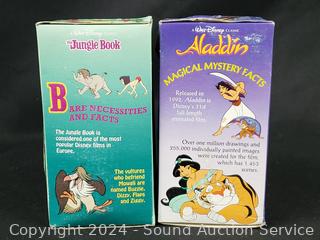 A Walt Disney Classic
The Jungle Book
BARE NECESSITIES
AND FACTS
The Jungle Book is
considered one of the most
popular Disney films in
Europe.
The vultures
who befriend
Mowgli are named
Buzzie,
Dizzy, Flaps
and Ziggy.
A Walt Disney Classic
Aladdin
MAGICAL MYSTERY FACTS
Released in
1992, Aladdin is
Disney's 31st
full length
animated film.
Over one million drawings and
255,000 individually painted images
were created for the film,
which has 1,453
scenes.
Copyright 2024 - Sound Auction Service